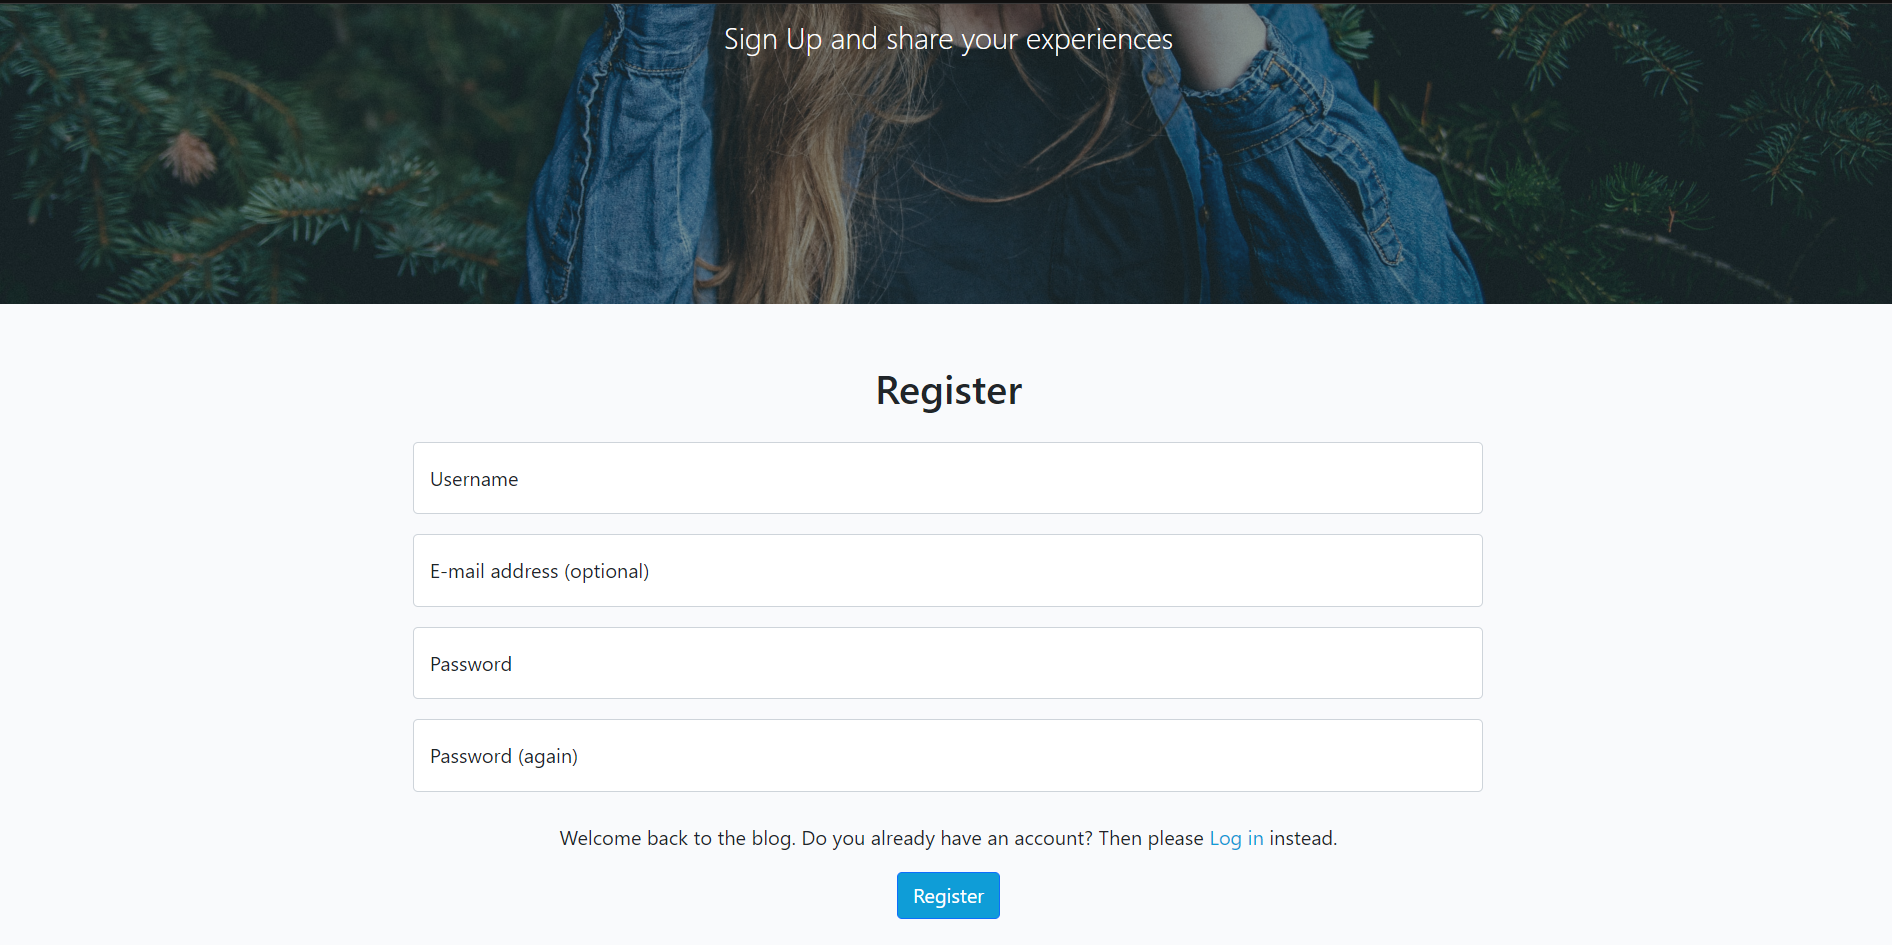 Sign Up and share your experiences
Register
Username
E-mail address (optional)
Password
Password (again)
Welcome back to the blog. Do you already have an account? Then please Log in instead.
Register